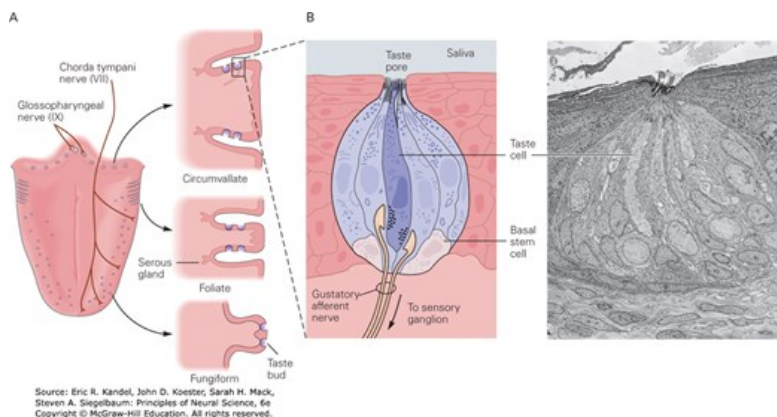 A
Chorda tympani
nerve (VII)
Glossopharyngeal
nerve (IX)
Circumvallate
Serous
gland
Foliate
Fungiform
Taste
bud
B
Taste
pore
Saliva
Taste
cell
Basal
stem
cell
Gustatory
afferent
nerve
To sensory
ganglion
Source: Eric R. Kandel, John D. Koester, Sarah H. Mack,
Steven A. Siegelbaum: Principles of Neural Science, 6e
Copyright © McGraw-Hill Education. All rights reserved.